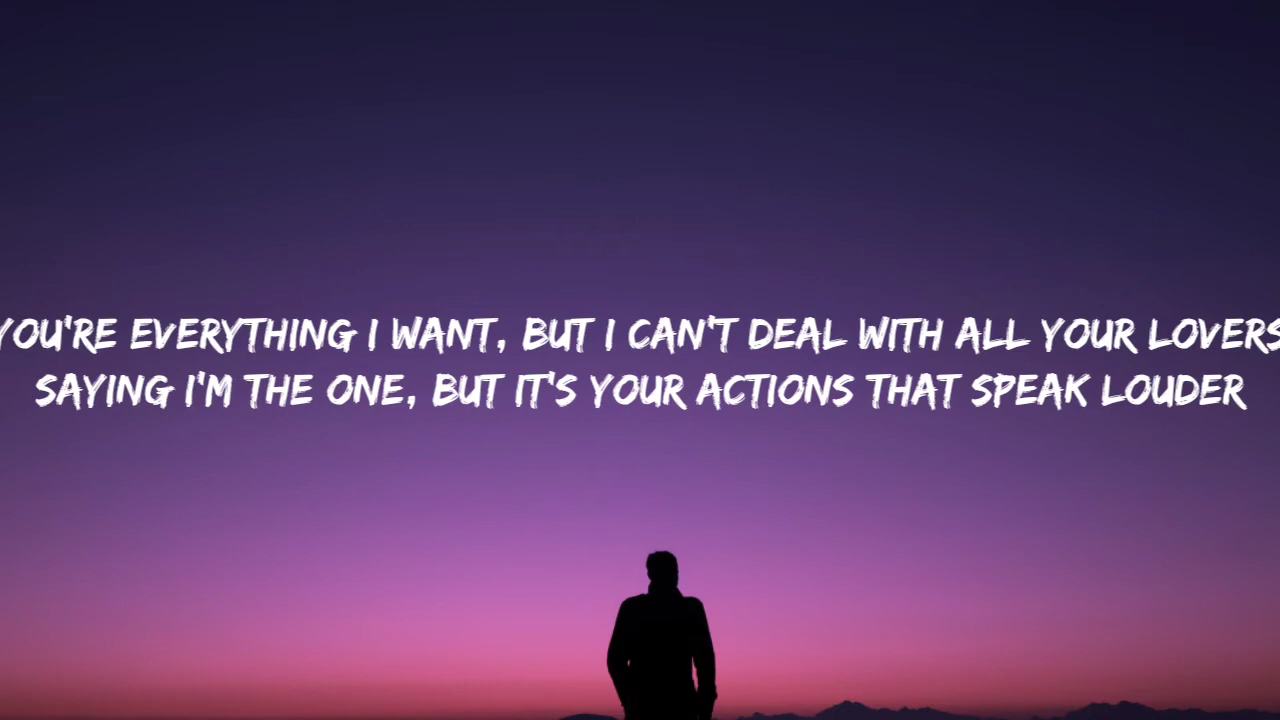 YOU'RE EVERYTHING I WANT, BUT I CAN'T DEAL WITH ALL YOUR LOVERS
SAYING I'M THE ONE, BUT IT'S YOUR ACTIONS THAT SPEAK LOUDER